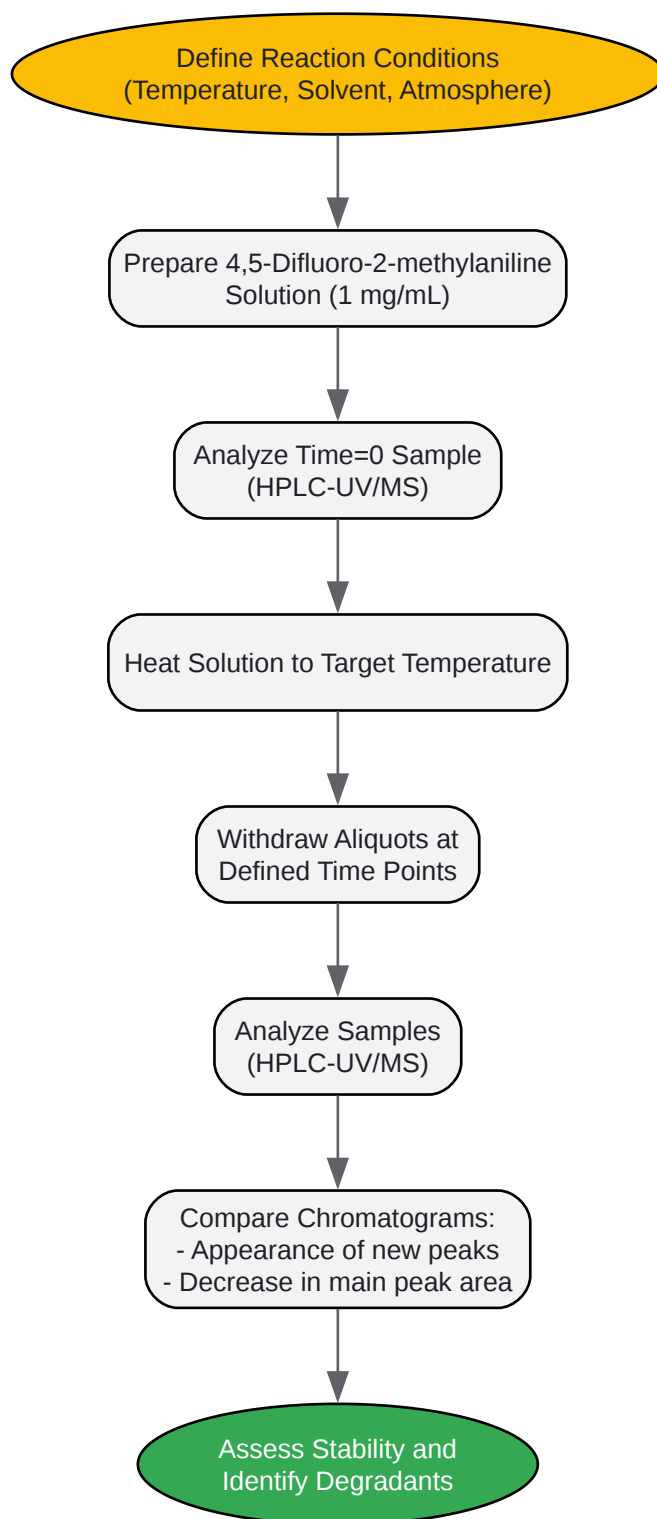 Define Reaction Conditions
(Temperature, Solvent, Atmosphere)
Prepare 4,5-Difluoro-2-methylaniline
Solution (1 mg/mL)
Analyze Time=0 Sample
(HPLC-UV/MS)
Heat Solution to Target Temperature
Withdraw Aliquots at
Defined Time Points
Analyze Samples
(HPLC-UV/MS)
Compare Chromatograms:
- Appearance of new peaks
- Decrease in main peak area
Assess Stability and
Identify Degradants